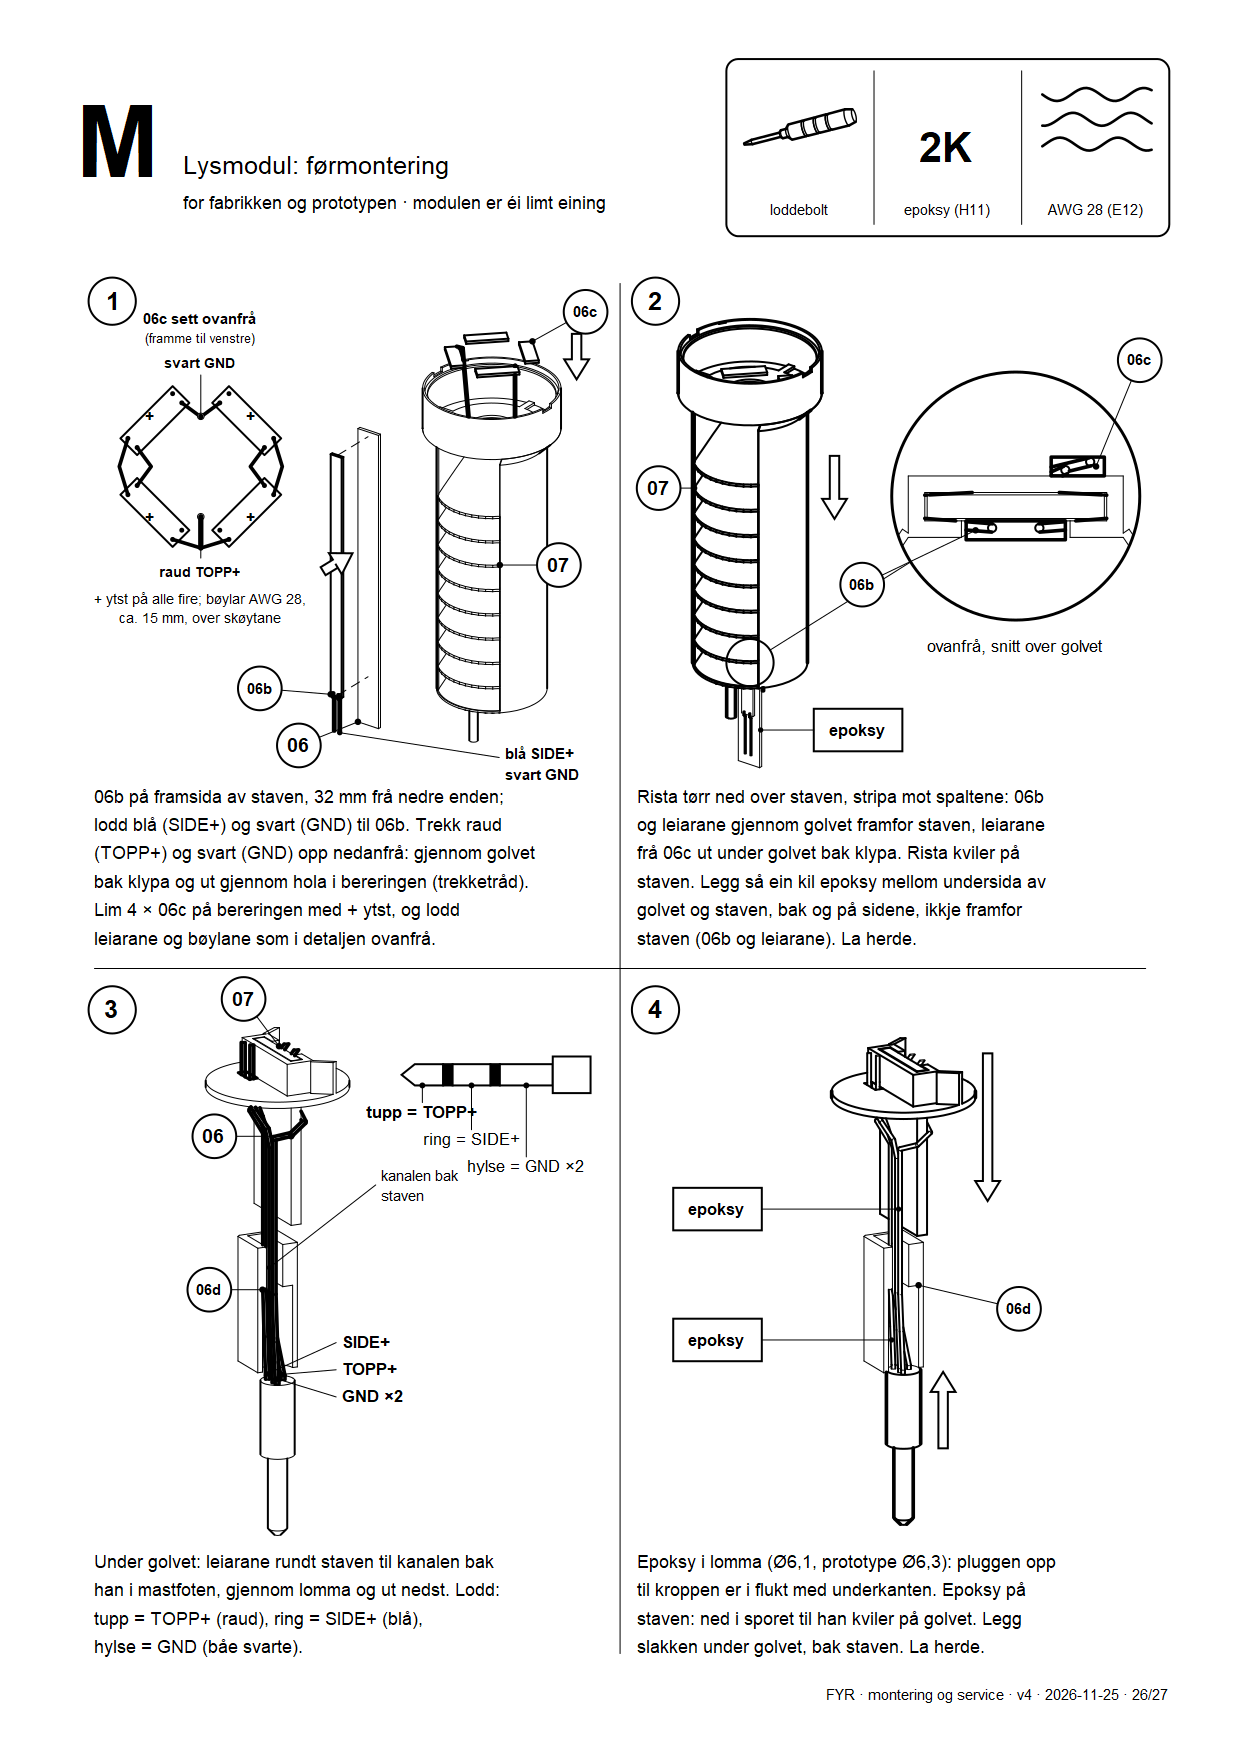 M
Lysmodul: førmontering
for fabrikken og prototypen · modulen er éi limt eining
loddebolt
2K
epoksy (H11)
AWG 28 (E12)
1
06c sett ovanfrå
(framme til venstre)
svart GND
+
+
+
+
raud TOPP+
+ ytst på alle fire; bøylar AWG 28,
ca. 15 mm, over skøytane
06c
07
06b
06
blå SIDE+
svart GND
06b på framsida av staven, 32 mm frå nedre enden;
lodd blå (SIDE+) og svart (GND) til 06b. Trekk raud
(TOPP+) og svart (GND) opp nedanfrå: gjennom golvet
bak klypa og ut gjennom hola i bereringen (trekketråd).
Lim 4 × 06c på bereringen med + ytst, og lodd
leiarane og bøylane som i detaljen ovanfrå.
2
06c
07
06b
ovanfrå, snitt over golvet
epoksy
Rista tørr ned over staven, stripa mot spaltene: 06b
og leiarane gjennom golvet framfor staven, leiarane
frå 06c ut under golvet bak klypa. Rista kviler på
staven. Legg så ein kil epoksy mellom undersida av
golvet og staven, bak og på sidene, ikkje framfor
staven (06b og leiarane). La herde.
3
07
06
tupp = TOPP+
ring = SIDE+
hylse = GND ×2
kanalen bak
staven
06d
SIDE+
TOPP+
GND ×2
Under golvet: leiarane rundt staven til kanalen bak
han i mastfoten, gjennom lomma og ut nedst. Lodd:
tupp = TOPP+ (raud), ring = SIDE+ (blå),
hylse = GND (båe svarte).
4
epoksy
06d
epoksy
Epoksy i lomma (Ø6,1, prototype Ø6,3): pluggen opp
til kroppen er i flukt med underkanten. Epoksy på
staven: ned i sporet til han kviler på golvet. Legg
slakken under golvet, bak staven. La herde.
FYR · montering og service · v4 · 2026-11-25 · 26/27